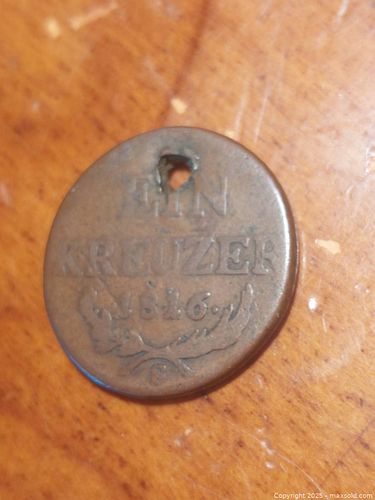 EIN
KREUZER
1816.
Copyright 2025 - maxsold.com